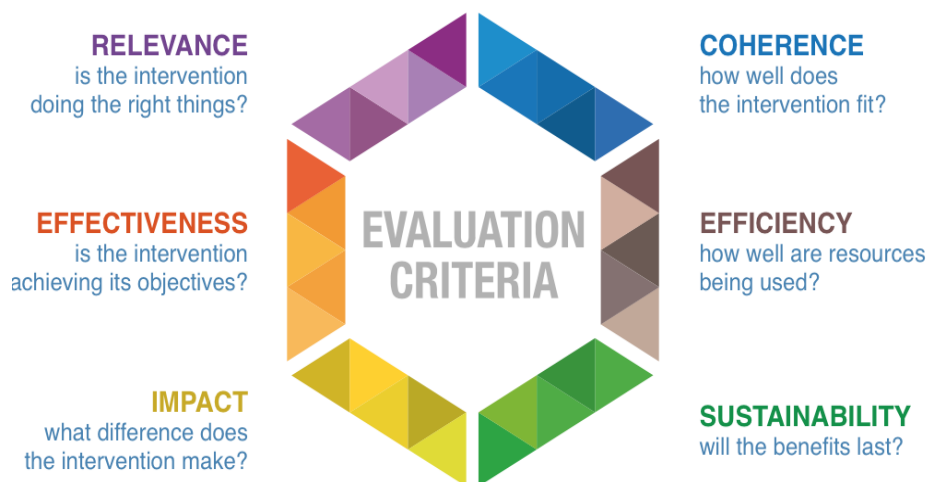 RELEVANCE
is the intervention
doing the right things?
COHERENCE
how well does
the intervention fit?
EFFECTIVENESS
is the intervention
achieving its objectives?
EVALUATION
CRITERIA
EFFICIENCY
how well are resources
being used?
IMPACT
what difference does
the intervention make?
SUSTAINABILITY
will the benefits last?